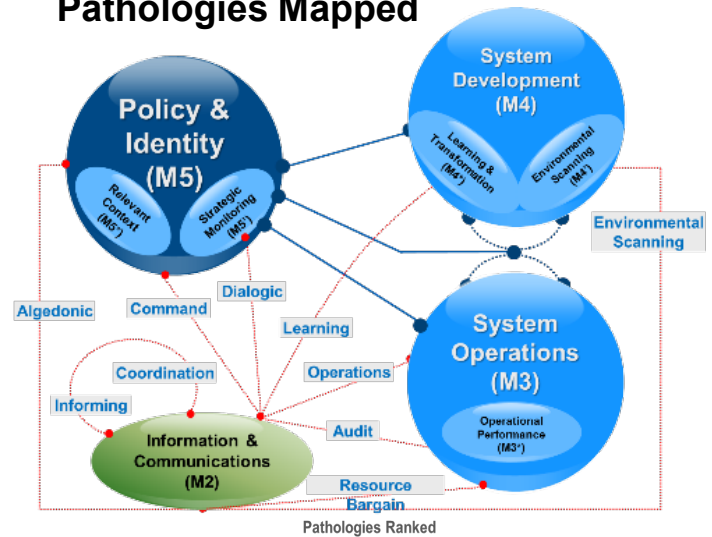 Pathologies Mapped
Policy &
Identity
(M5)
Relevant
Context
(M5*)
Strategic
Monitoring
(M5')
System
Development
(M4)
Learning &
Transformation
(M4*)
Environmental
Scanning
(M4')
Environmental
Scanning
Algedonic
Command
Dialogic
Learning
Operations
Coordination
Informing
Audit
System
Operations
(M3)
Operational
Performance
(M3*)
Information &
Communications
(M2)
Resource
Bargain
Pathologies Ranked